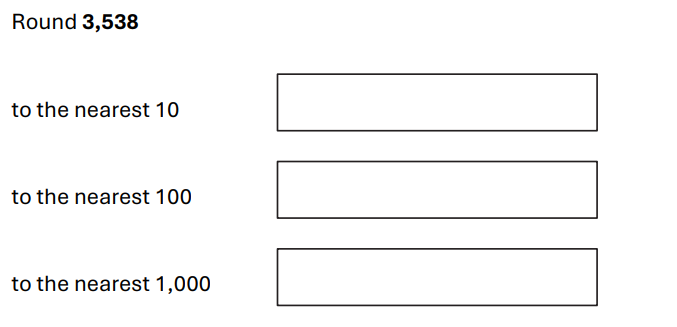 Round 3,538
to the nearest 10
to the nearest 100
to the nearest 1,000